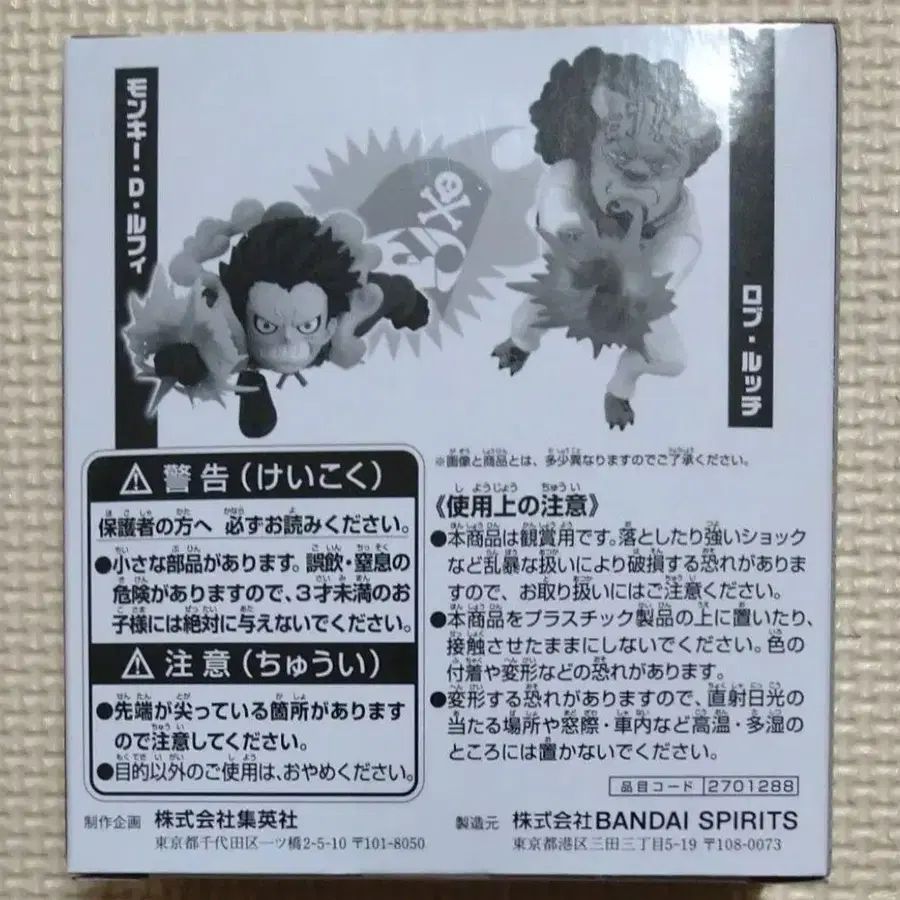 モンキー・D・ルフィ
ロブ・ルッチ
※画像と商品とは、多少異なりますのでご了承ください。
警告(けいこく)
保護者の方へ 必ずお読みください。
●小さな部品があります。誤飲・窒息の
危険がありますので、3才未満のお
子様には絶対に与えないでください。
注意(ちゅうい)
●先端が尖っている箇所があります
ので注意してください。
●目的以外のご使用は、おやめください。
《使用上の注意》
●本商品は観賞用です。落としたり強いショック
など乱暴な扱いにより破損する恐れがありま
すので、お取り扱いにはご注意ください。
●本商品をプラスチック製品の上に置いたり、
接触させたままにしないでください。色の
付着や変形などの恐れがあります。
●変形する恐れがありますので、直射日光の
当たる場所や窓際・車内など高温・多湿の
ところには置かないでください。
品目コード 2701288
制作企画 株式会社集英社
東京都千代田区一ツ橋2-5-10 〒101-8050
製造元 株式会社BANDAI SPIRITS
東京都港区三田三丁目5-19 〒108-0073